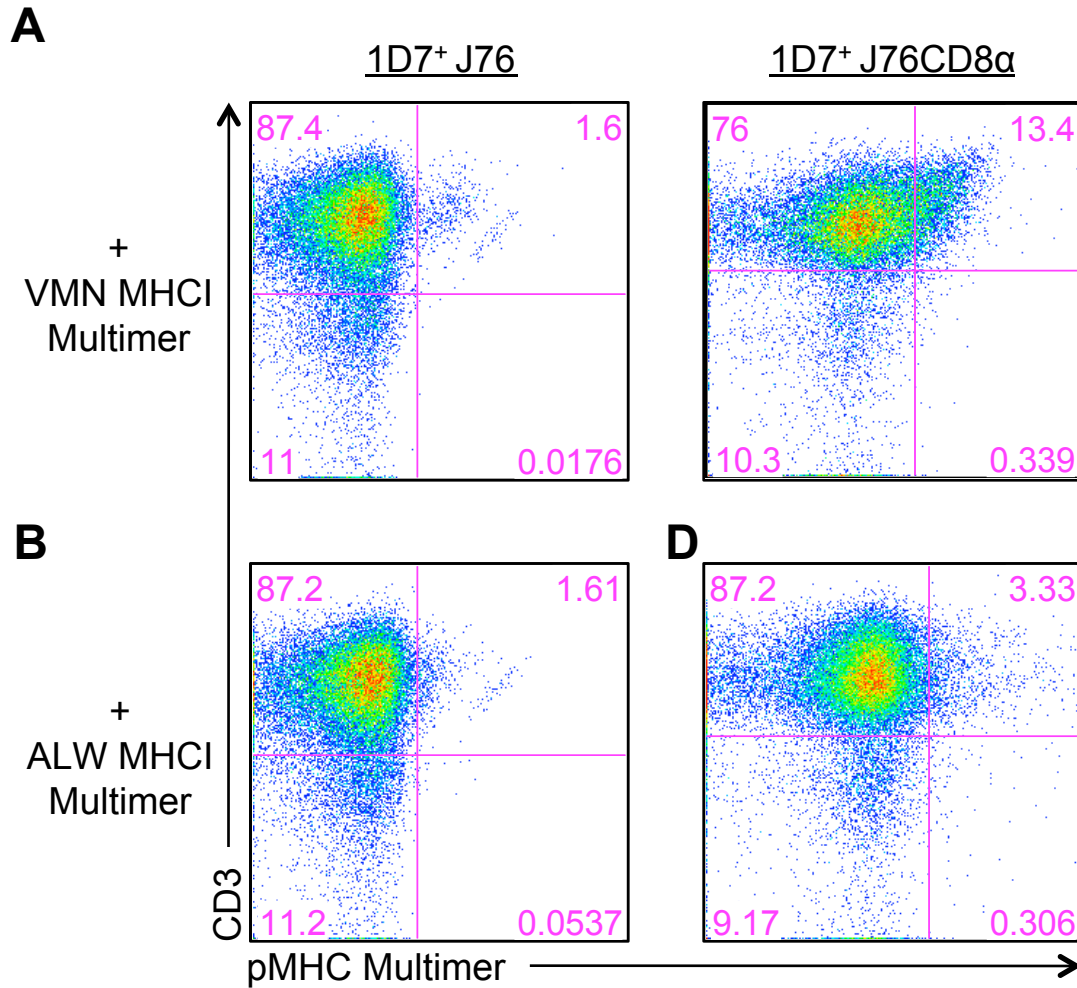 A
1D7⁺ J76
1D7⁺ J76CD8α
87.4
1.6
76
13.4
+
VMN MHCI
Multimer
11
0.0176
10.3
0.339
B
D
87.2
1.61
87.2
3.33
+
ALW MHCI
Multimer
CD3
11.2
0.0537
9.17
0.306
pMHC Multimer